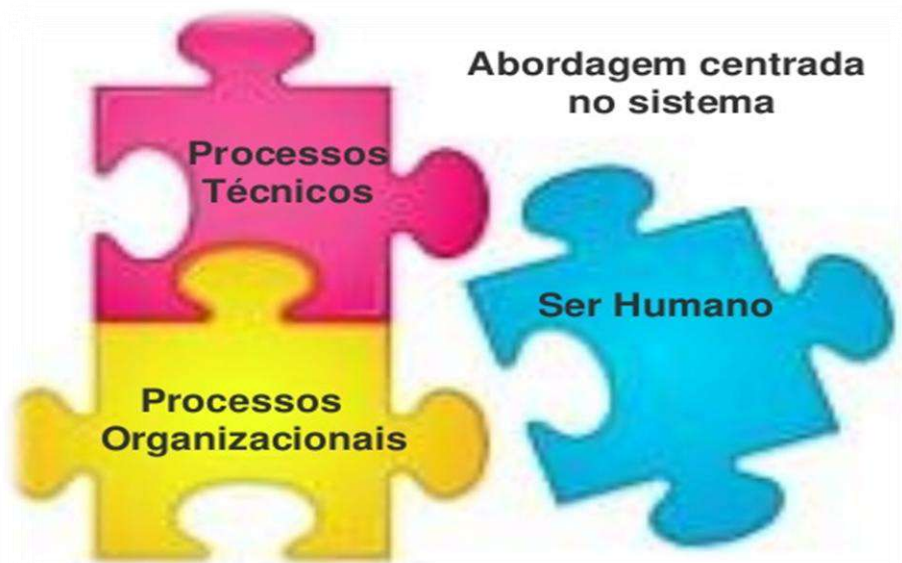 Abordagem centrada
no sistema
Processos
Técnicos
Ser Humano
Processos
Organizacionais